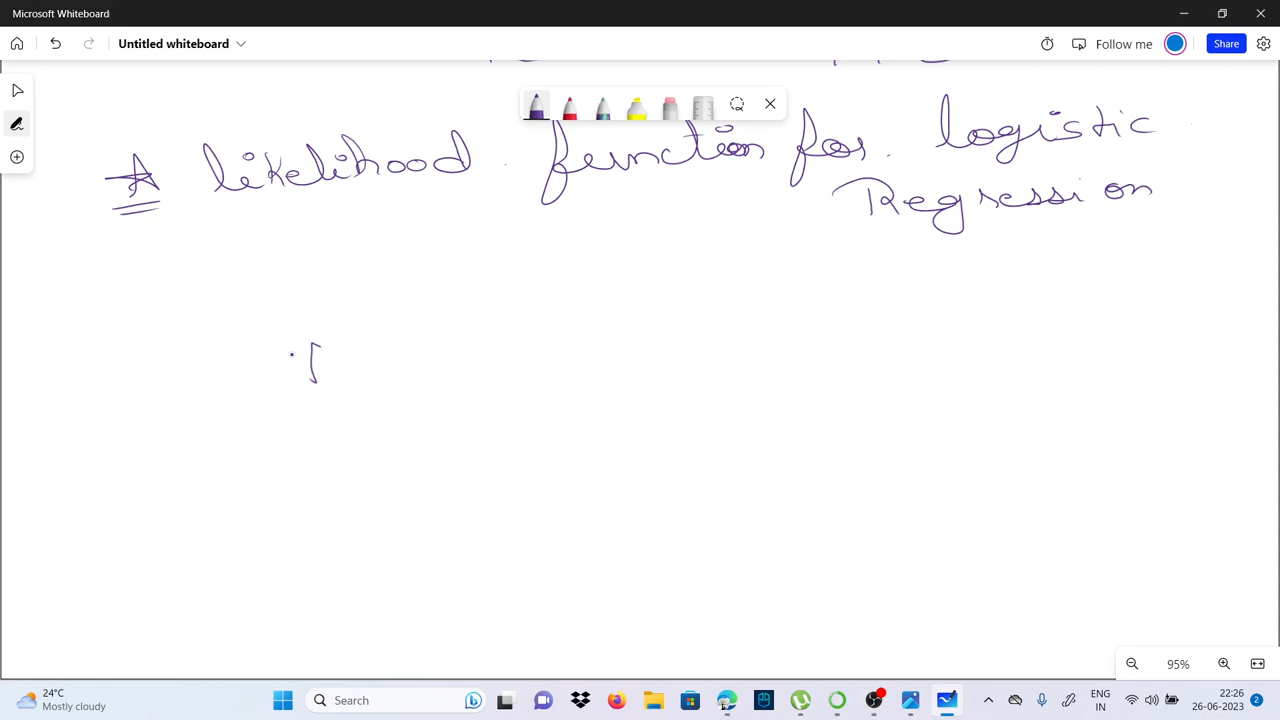 Microsoft Whiteboard
Untitled whiteboard
Follow me
Share
☆ likelihood function for logistic
Regression
95%
24°C
Mostly cloudy
Search
ENG
IN
22:26
26-06-2023
2